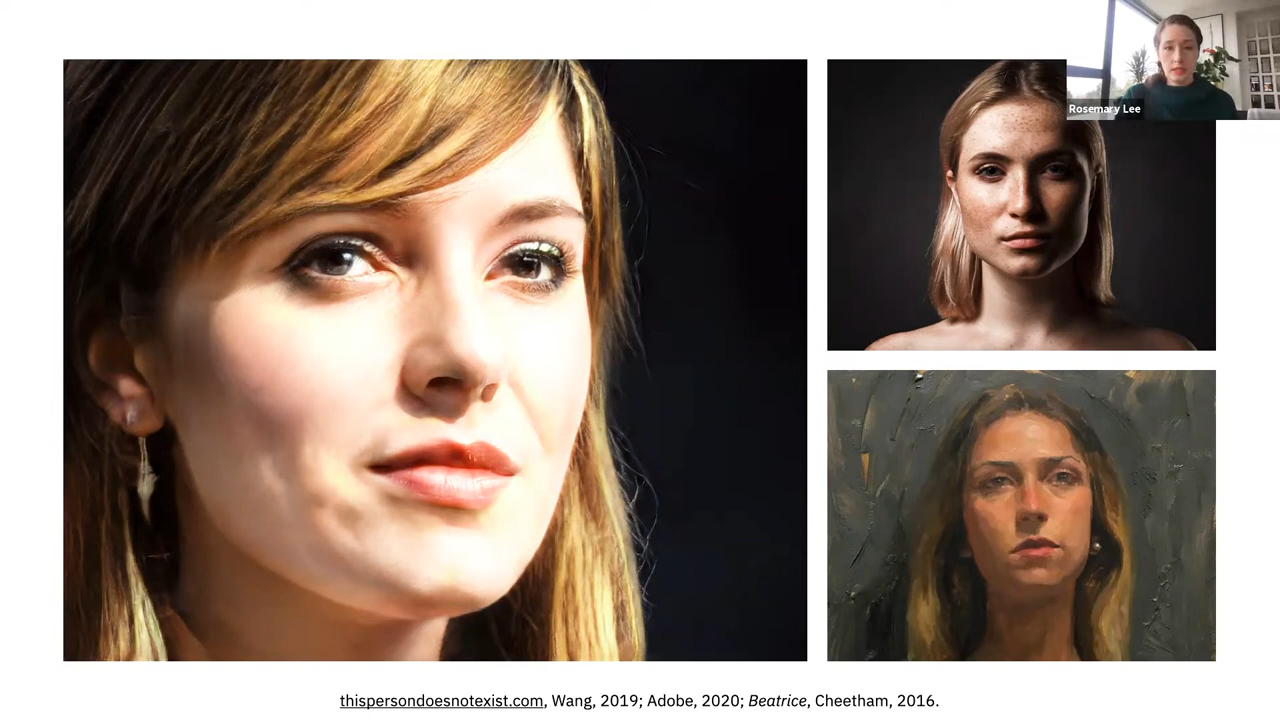 Rosemary Lee
thispersondoesnotexist.com, Wang, 2019; Adobe, 2020; Beatrice, Cheetham, 2016.